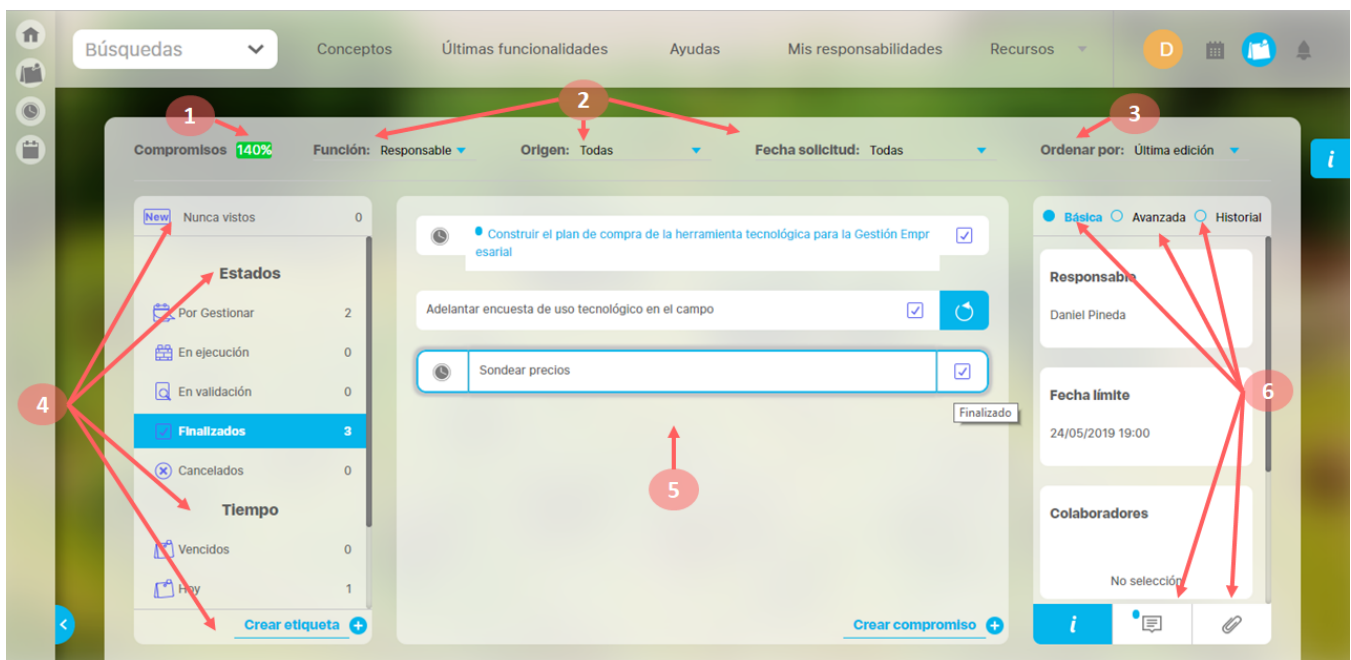 Búsquedas
Conceptos
Últimas funcionalidades
Ayudas
Mis responsabilidades
Recursos
D
1
2
3
Compromisos 140%
Función: Responsable
Origen: Todas
Fecha solicitud: Todas
Ordenar por: Última edición
i
New Nunca vistos 0
Estados
Por Gestionar 2
En ejecución 0
En validación 0
Finalizados 3
Cancelados 0
Tiempo
Vencidos 0
Hoy 1
Crear etiqueta
4
Construir el plan de compra de la herramienta tecnológica para la Gestión Empr
esarial
Adelantar encuesta de uso tecnológico en el campo
Sondear precios
Finalizado
5
Crear compromiso
Básica Avanzada Historial
Responsable
Daniel Pineda
Fecha límite
24/05/2019 19:00
Colaboradores
No selección
6
i